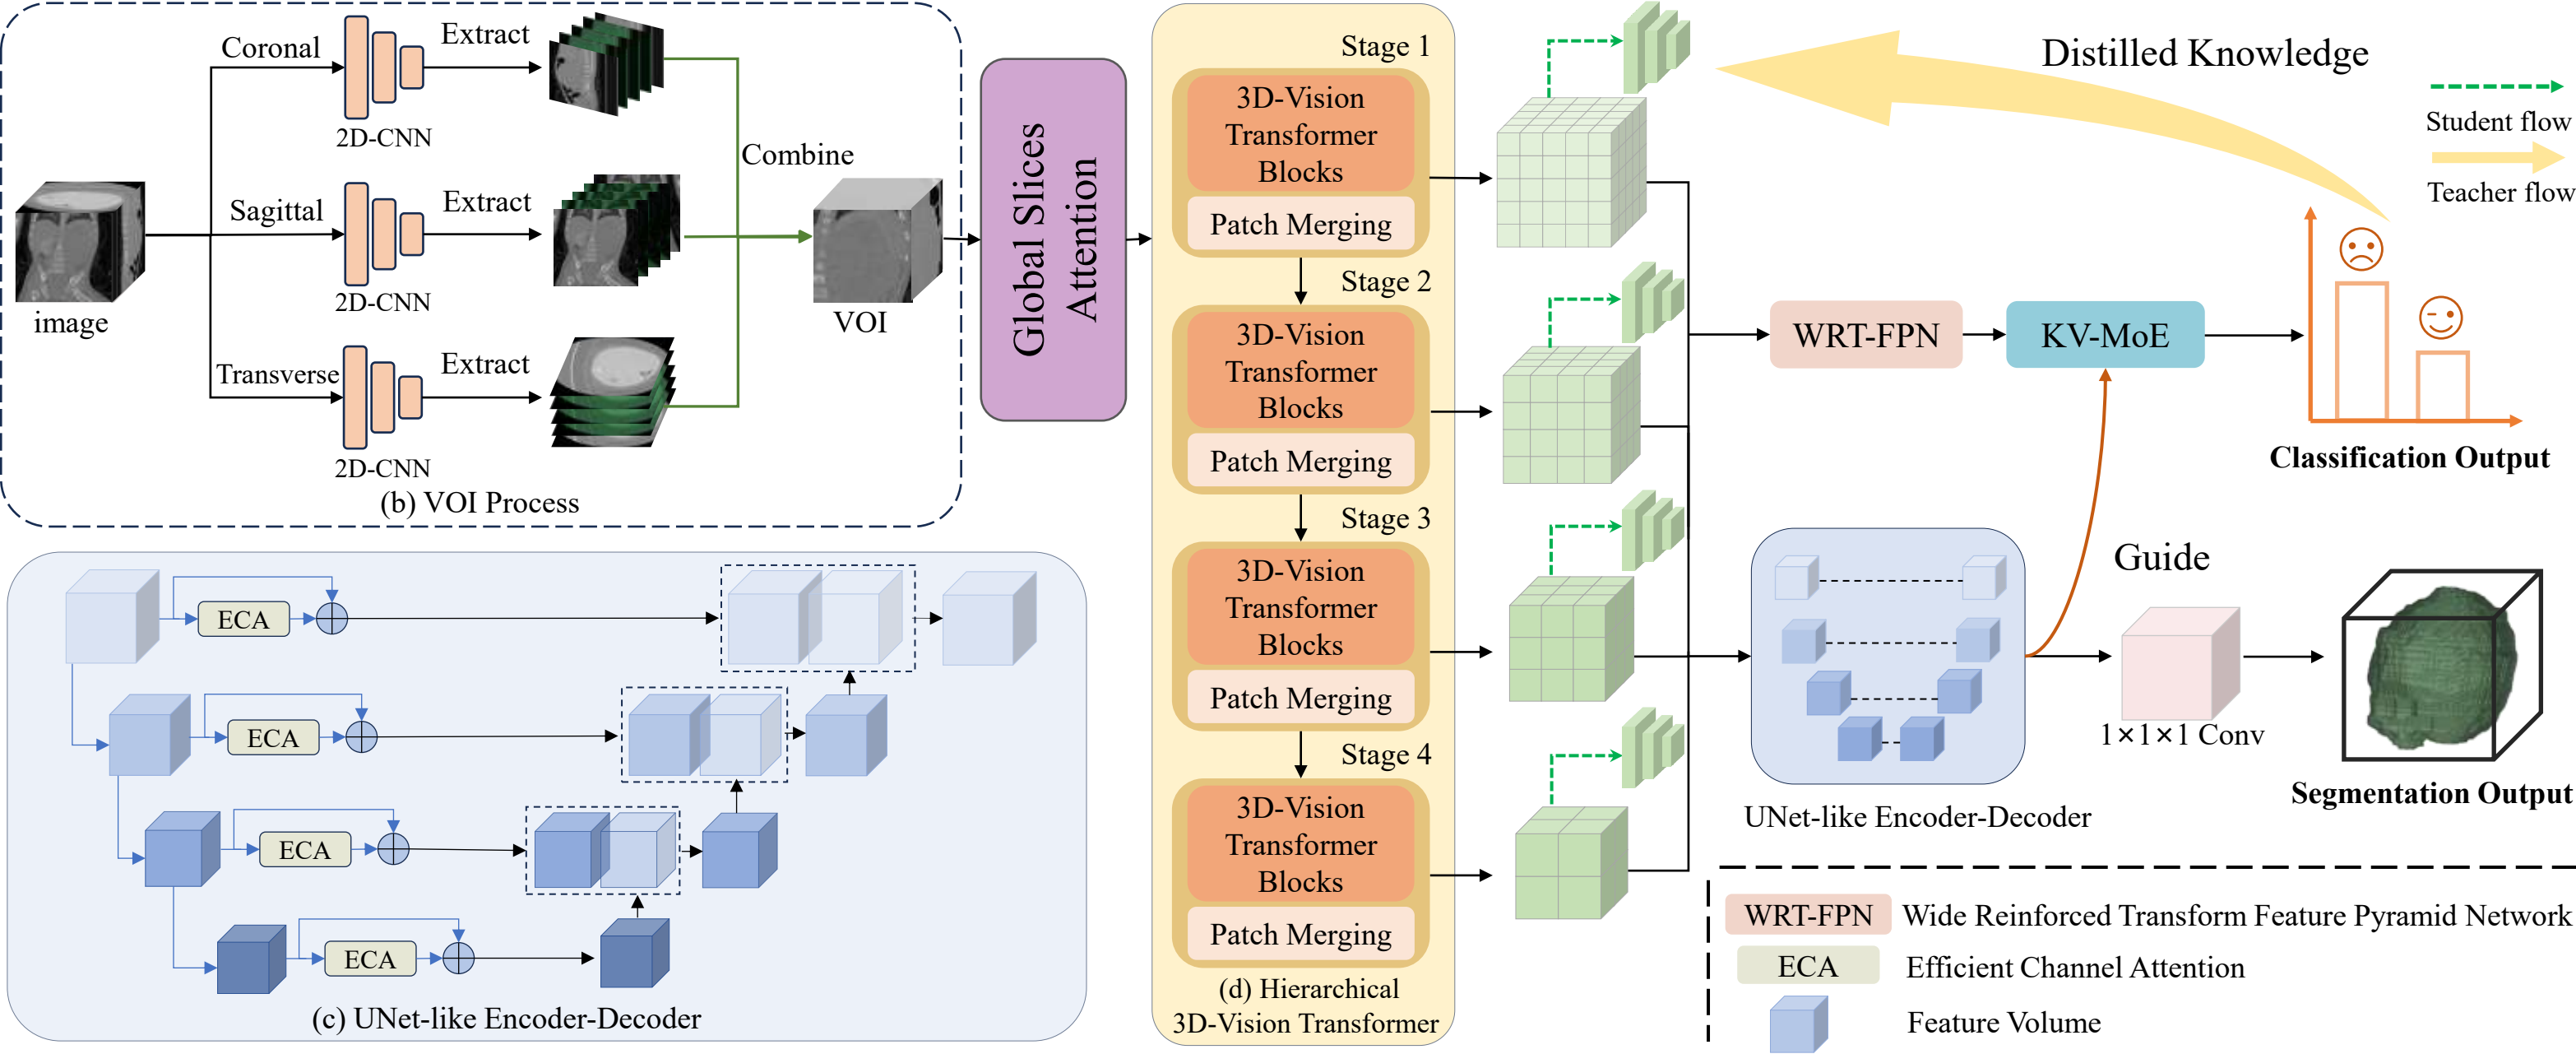 Coronal
Extract
2D-CNN
Sagittal
Extract
2D-CNN
Transverse
Extract
2D-CNN
image
Combine
VOI
(b) VOI Process
Global Slices
Attention
ECA
ECA
ECA
ECA
(c) UNet-like Encoder-Decoder
Stage 1
3D-Vision
Transformer
Blocks
Patch Merging
Stage 2
3D-Vision
Transformer
Blocks
Patch Merging
Stage 3
3D-Vision
Transformer
Blocks
Patch Merging
Stage 4
3D-Vision
Transformer
Blocks
Patch Merging
(d) Hierarchical
3D-Vision Transformer
Distilled Knowledge
Student flow
Teacher flow
WRT-FPN
KV-MoE
Classification Output
Guide
UNet-like Encoder-Decoder
1×1×1 Conv
Segmentation Output
WRT-FPN Wide Reinforced Transform Feature Pyramid Network
ECA Efficient Channel Attention
Feature Volume